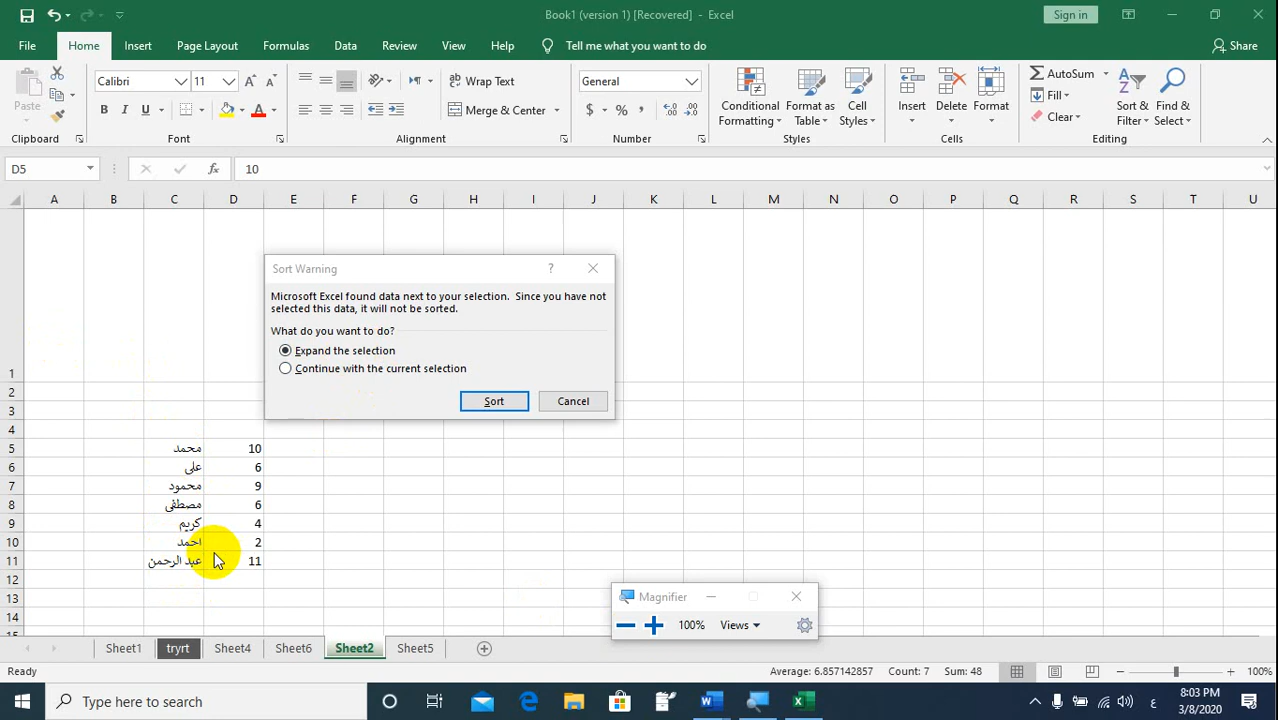 Book1 (version 1) [Recovered] - Excel
Sign in
File Home Insert Page Layout Formulas Data Review View Help Tell me what you want to do Share
Calibri 11 Wrap Text General AutoSum
Paste B I U Merge & Center $ % , Conditional Formatting Format as Table Cell Styles Insert Delete Format Fill Clear Sort & Filter Find & Select
Clipboard Font Alignment Number Styles Cells Editing
D5 fx 10
A B C D E F G H I J K L M N O P Q R S T U
Sort Warning ?
Microsoft Excel found data next to your selection. Since you have not
selected this data, it will not be sorted.
What do you want to do?
Expand the selection
Continue with the current selection
Sort Cancel
1
2
3
4
5 محمد 10
6 على 6
7 محمود 9
8 مصطفى 6
9 كريم 4
10 احمد 2
11 عبد الرحمن 11
12
13
14
15
Magnifier
100% Views
Sheet1 tryrt Sheet4 Sheet6 Sheet2 Sheet5
Ready Average: 6.857142857 Count: 7 Sum: 48 100%
Type here to search ع 8:03 PM
3/8/2020